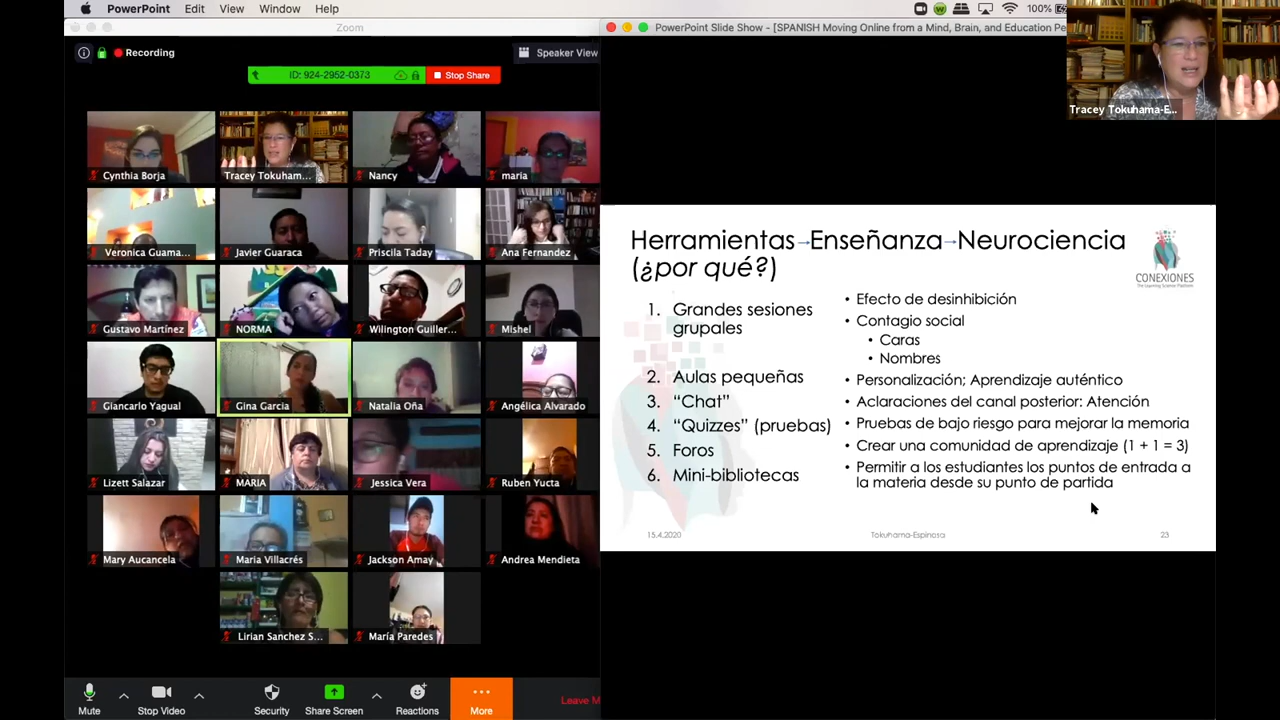 PowerPoint Edit View Window Help
100%
Zoom
PowerPoint Slide Show - [SPANISH Moving Online from a Mind, Brain, and Education Pe
Recording
Speaker View
ID: 924-2952-0373
Stop Share
Tracey Tokuhama-E...
Cynthia Borja
Tracey Tokuham...
Nancy
maria
Veronica Guama...
Javier Guaraca
Priscila Taday
Ana Fernandez
Gustavo Martínez
NORMA
Wilington Guiller...
Mishel
Giancarlo Yagual
Gina Garcia
Natalia Oña
Angélica Alvarado
Lizett Salazar
MARIA
Jessica Vera
Ruben Yucta
Mary Aucancela
Maria Villacrés
Jackson Amay
Andrea Mendieta
Lirian Sanchez S...
María Paredes
Mute
Stop Video
Security
Share Screen
Reactions
More
Leave M
Herramientas→Enseñanza→Neurociencia
(¿por qué?)
CONEXIONES
The Learning Science Platform
1. Grandes sesiones
grupales
2. Aulas pequeñas
3. “Chat”
4. “Quizzes” (pruebas)
5. Foros
6. Mini-bibliotecas
• Efecto de desinhibición
• Contagio social
• Caras
• Nombres
• Personalización; Aprendizaje auténtico
• Aclaraciones del canal posterior: Atención
• Pruebas de bajo riesgo para mejorar la memoria
• Crear una comunidad de aprendizaje (1 + 1 = 3)
• Permitir a los estudiantes los puntos de entrada a
la materia desde su punto de partida
15.4.2020
Tokuhama-Espinosa
23